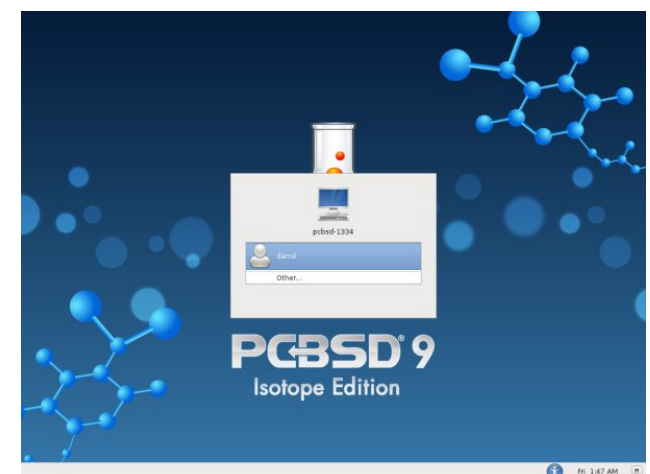 pcbsd-1334
darrel
Other...
PCBSD® 9
Isotope Edition
Fri 1:47 AM